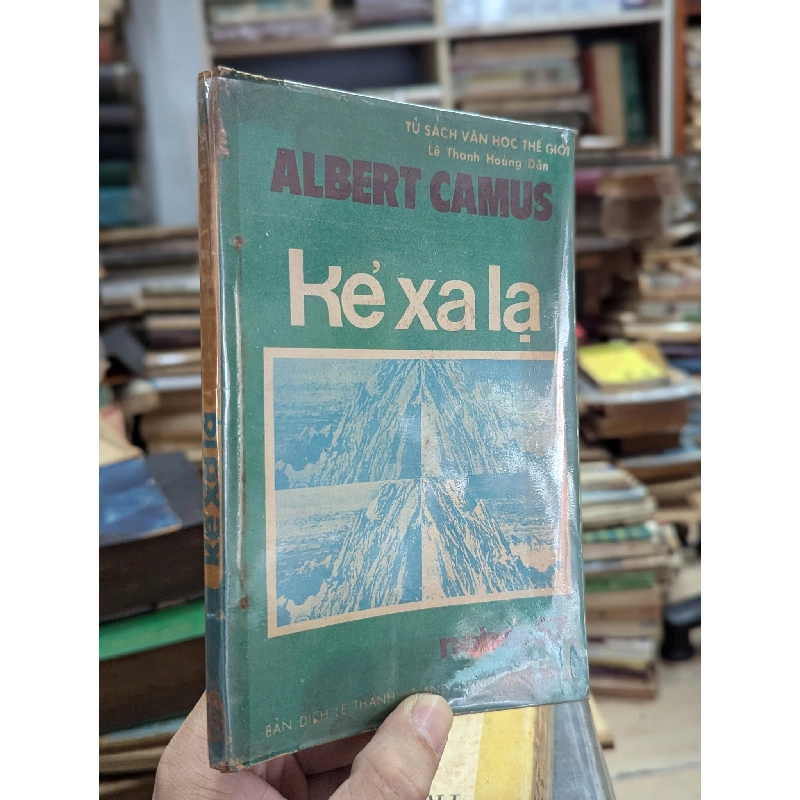 TỦ SÁCH VĂN HỌC THẾ GIỚI
Lê Thanh Hoàng Dân
ALBERT CAMUS
kẻ xa lạ
BẢN DỊCH LÊ THANH
kẻ xa lạ